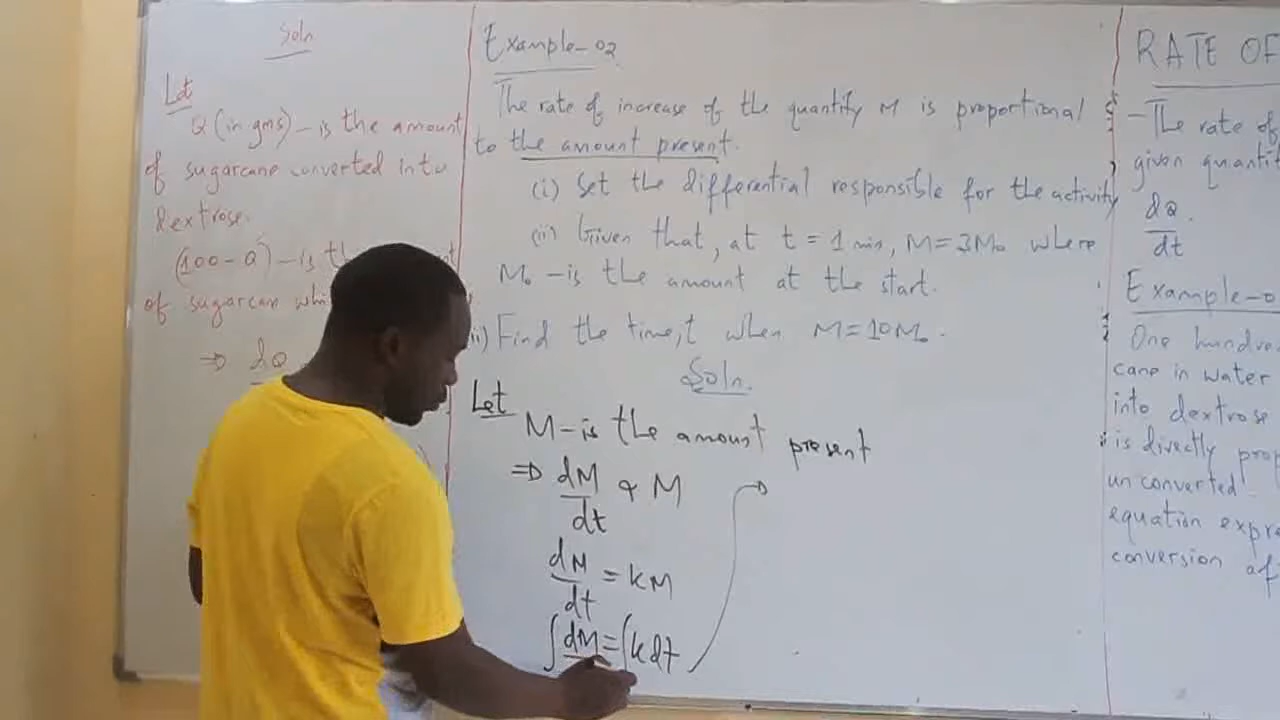 Soln
Let
Q (in gms) - is the amount
of sugarcane converted into
dextrose.
(100 - Q) - is the
of sugarcan
⇒ dQ
Example-02
The rate of increase of the quantity M is proportional
to the amount present.
(i) Set the differential responsible for the activity
(ii) Given that, at t = 1 min, M = 3M₀ where
M₀ - is the amount at the start.
ii) Find the time, t when M = 10M₀.
Soln.
Let
M - is the amount present
⇒ dM/dt α M
dM/dt = kM
∫ dM = ∫ k dt
RATE OF
- The rate of
given quantit
dQ/dt.
Example-0
One hundre
cane in water
into dextrose
is directly prop
unconverted.
equation expre
conversion af